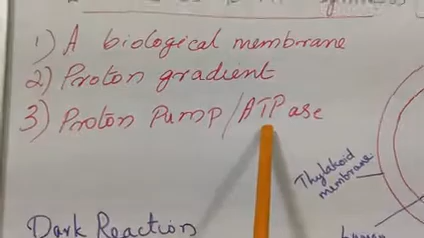 1) A biological membrane
2) Proton gradient
3) Proton Pump/ATPase
Thylakoid
membrane
Dark Reaction